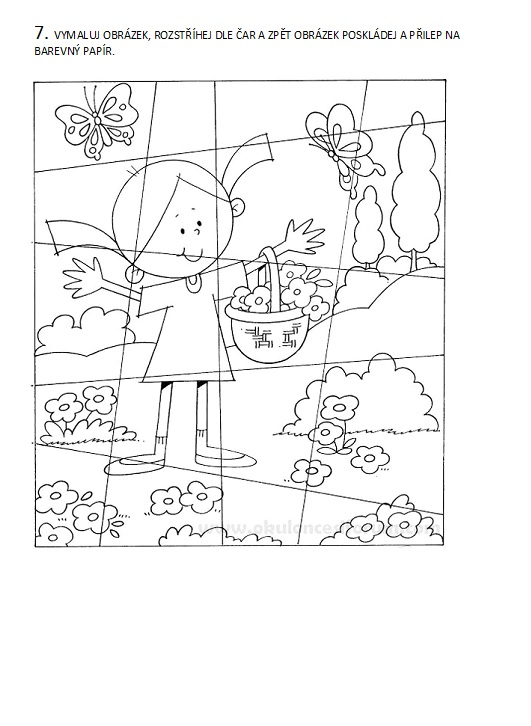 7. VYMALUJ OBRÁZEK, ROZSTŘÍHEJ DLE ČAR A ZPĚT OBRÁZEK POSKLÁDEJ A PŘILEP NA
BAREVNÝ PAPÍR.